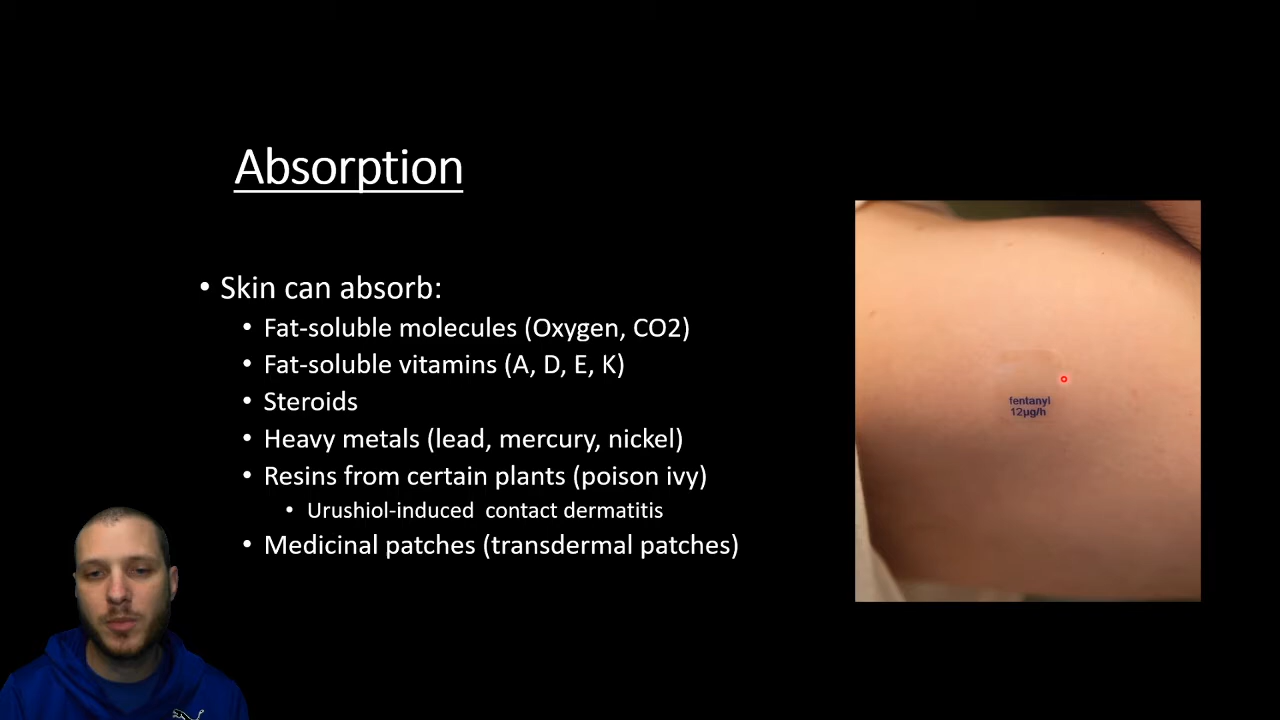 Absorption
• Skin can absorb:
• Fat-soluble molecules (Oxygen, CO2)
• Fat-soluble vitamins (A, D, E, K)
• Steroids
• Heavy metals (lead, mercury, nickel)
• Resins from certain plants (poison ivy)
• Urushiol-induced  contact dermatitis
• Medicinal patches (transdermal patches)
fentanyl
12µg/h